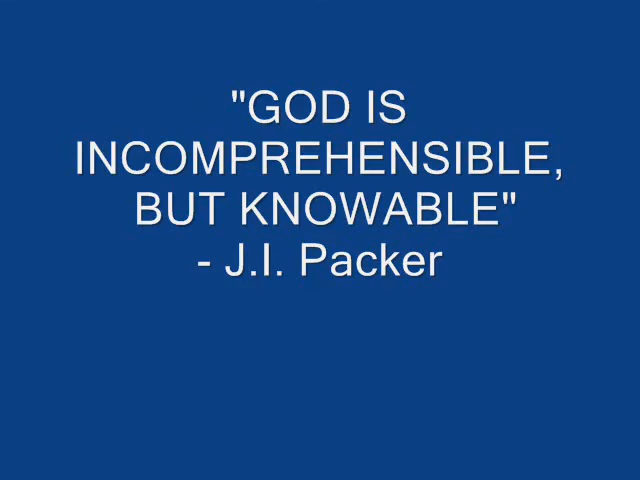 "GOD IS
INCOMPREHENSIBLE,
BUT KNOWABLE"
- J.I. Packer